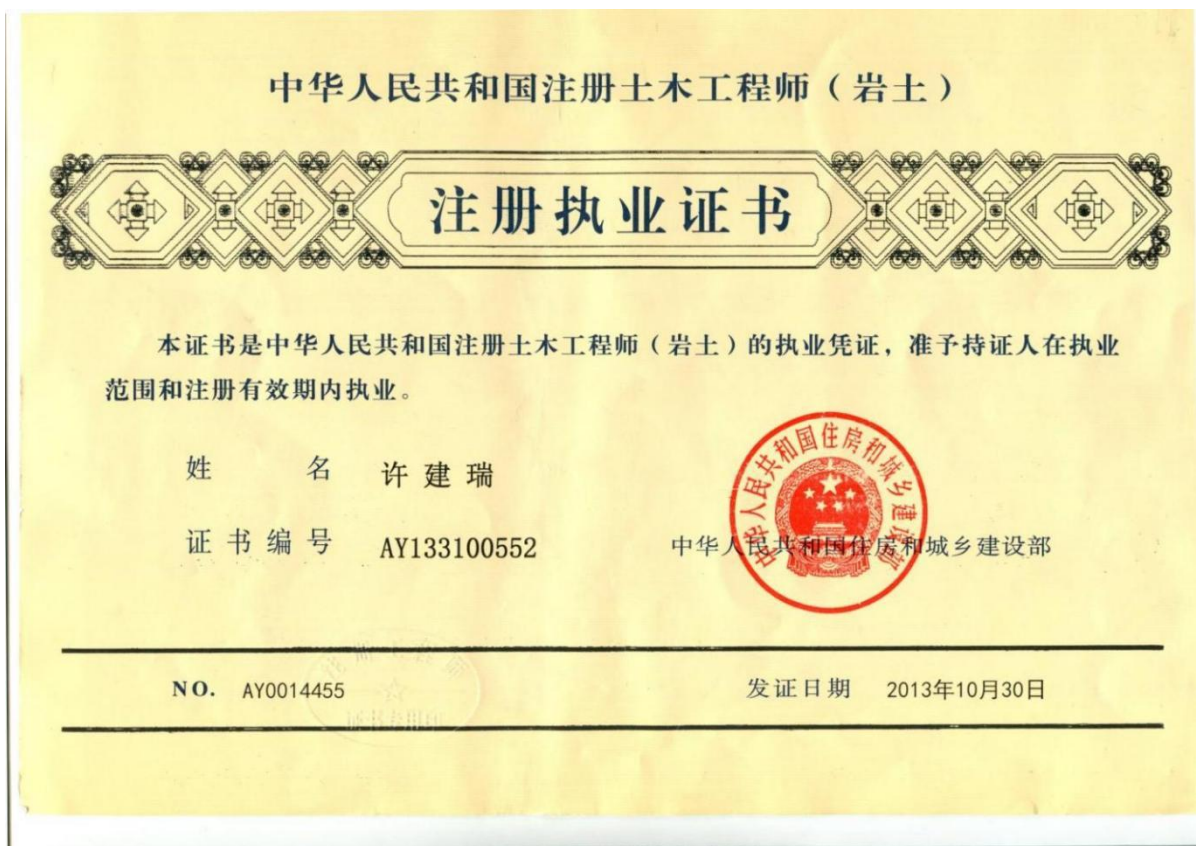 中华人民共和国注册土木工程师（岩土）
注册执业证书
本证书是中华人民共和国注册土木工程师（岩土）的执业凭证，准予持证人在执业
范围和注册有效期内执业。
姓 名 许建瑞
证书编号 AY133100552
中华人民共和国住房和城乡建设部
中华人民共和国住房和城乡建设部
NO. AY0014455
发证日期 2013年10月30日